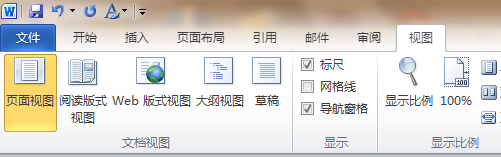 文件 开始 插入 页面布局 引用 邮件 审阅 视图
页面视图 阅读版式视图 Web 版式视图 大纲视图 草稿
文档视图
标尺
网格线
导航窗格
显示
显示比例 100%
显示比例